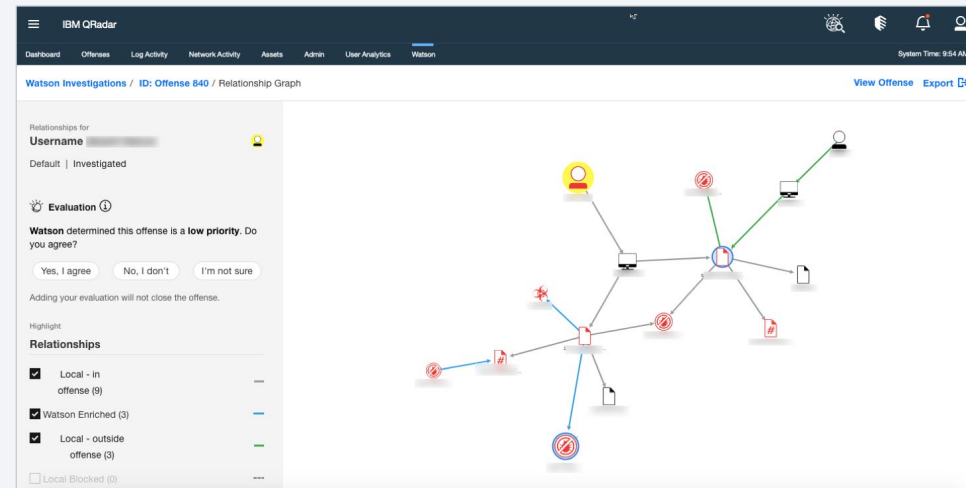 IBM QRadar
Dashboard Offenses Log Activity Network Activity Assets Admin User Analytics Watson
System Time: 9:54 AM
Watson Investigations / ID: Offense 840 / Relationship Graph
View Offense Export
Relationships for
Username
Default | Investigated
Evaluation
Watson determined this offense is a low priority. Do
you agree?
Yes, I agree No, I don't I'm not sure
Adding your evaluation will not close the offense.
Highlight
Relationships
Local - in
offense (9)
Watson Enriched (3)
Local - outside
offense (3)
Local Blocked (0)